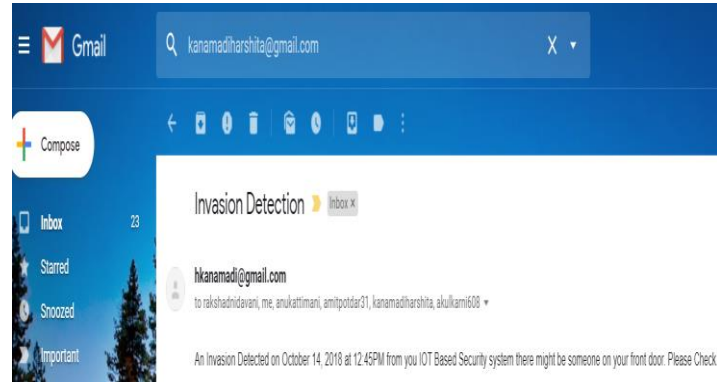 Gmail
kanamadiharshita@gmail.com
Compose
Invasion Detection Inbox x
Inbox 23
Starred
Snoozed
Important
hkanamadi@gmail.com
to rakshadnidavani, me, anukattimani, amitpotdar31, kanamadiharshita, akulkarni608
An Invasion Detected on October 14, 2018 at 12.45PM from you IOT Based Security system there might be someone on your front door. Please Check